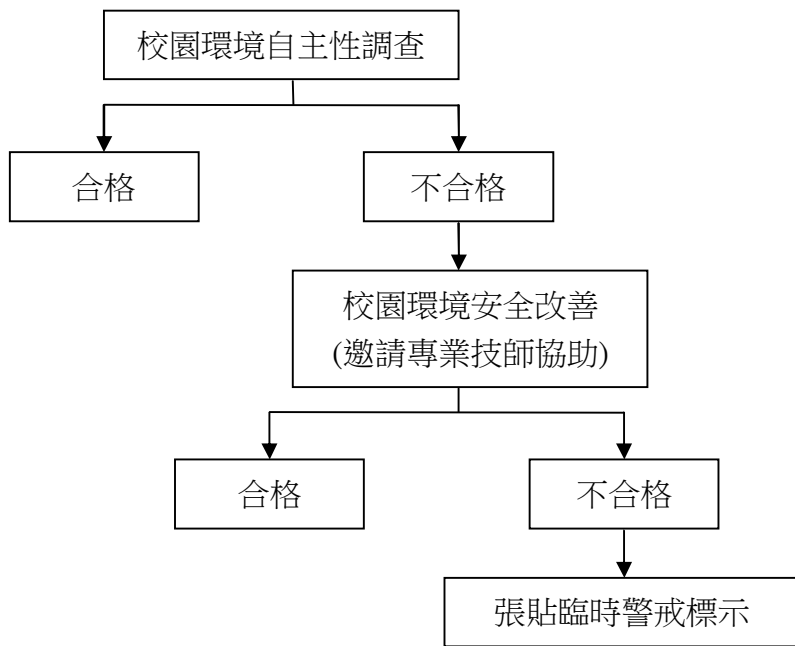 校園環境自主性調查
合格
不合格
校園環境安全改善
(邀請專業技師協助)
合格
不合格
張貼臨時警戒標示